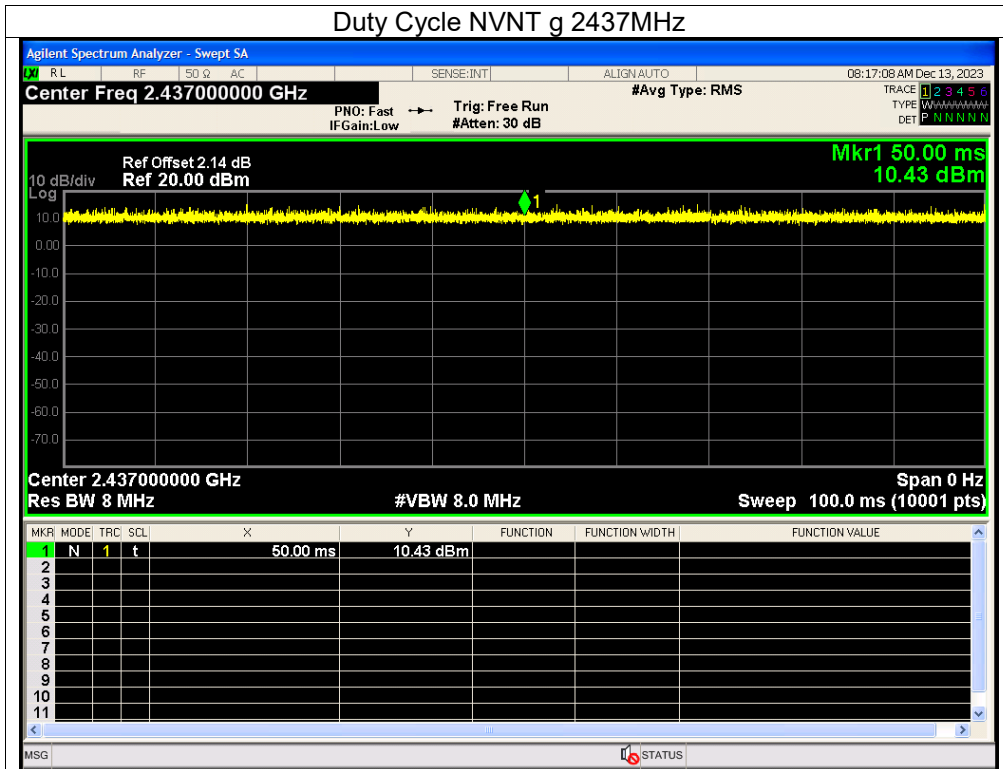 Duty Cycle NVNT g 2437MHz
Agilent Spectrum Analyzer - Swept SA
LXI RL RF 50 Ω AC SENSE:INT ALIGN AUTO 08:17:08 AM Dec 13, 2023
Center Freq 2.437000000 GHz #Avg Type: RMS TRACE 1 2 3 4 5 6
PNO: Fast Trig: Free Run TYPE WWWWWW
IFGain:Low #Atten: 30 dB DET P N N N N N
Mkr1 50.00 ms
10.43 dBm
Ref Offset 2.14 dB
10 dB/div Ref 20.00 dBm
Log
1
10.0
0.00
-10.0
-20.0
-30.0
-40.0
-50.0
-60.0
-70.0
Center 2.437000000 GHz Span 0 Hz
Res BW 8 MHz #VBW 8.0 MHz Sweep 100.0 ms (10001 pts)
MKR MODE TRC SCL X Y FUNCTION FUNCTION WIDTH FUNCTION VALUE
1 N 1 t 50.00 ms 10.43 dBm
2
3
4
5
6
7
8
9
10
11
MSG STATUS